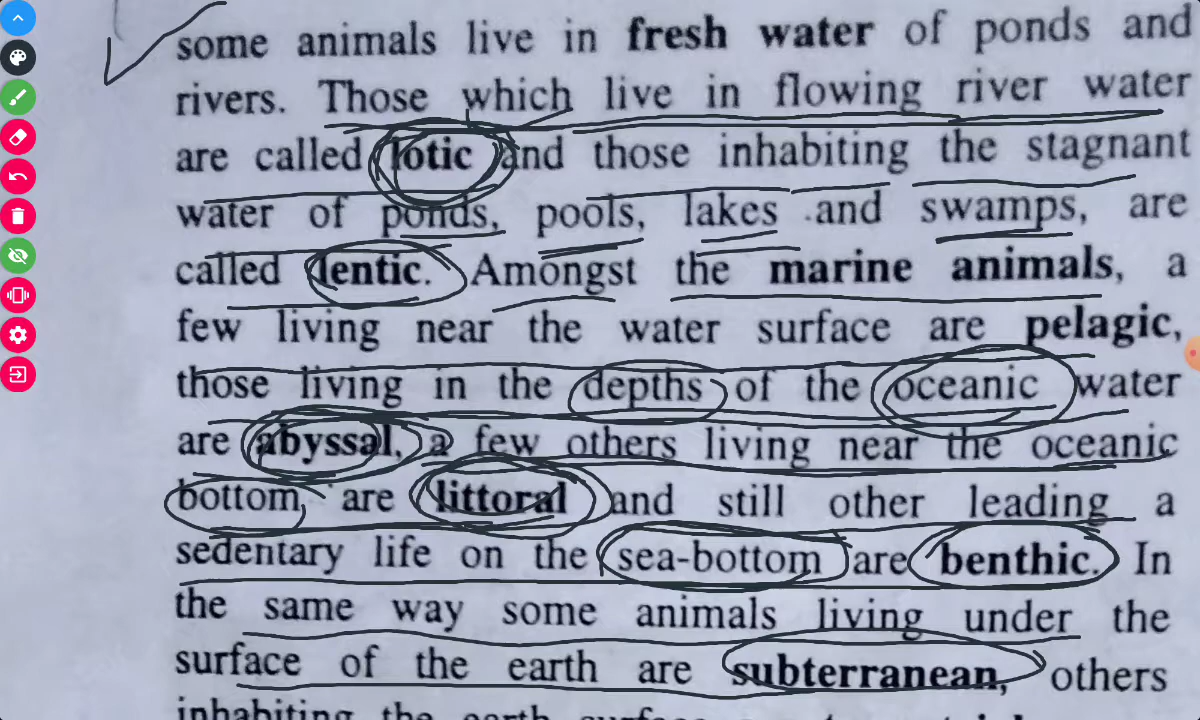 some animals live in fresh water of ponds and
rivers. Those which live in flowing river water
are called lotic and those inhabiting the stagnant
water of ponds, pools, lakes and swamps, are
called lentic. Amongst the marine animals, a
few living near the water surface are pelagic,
those living in the depths of the oceanic water
are abyssal, a few others living near the oceanic
bottom, are littoral and still other leading a
sedentary life on the sea-bottom are benthic. In
the same way some animals living under the
surface of the earth are subterranean, others
inhabiting the earth surface